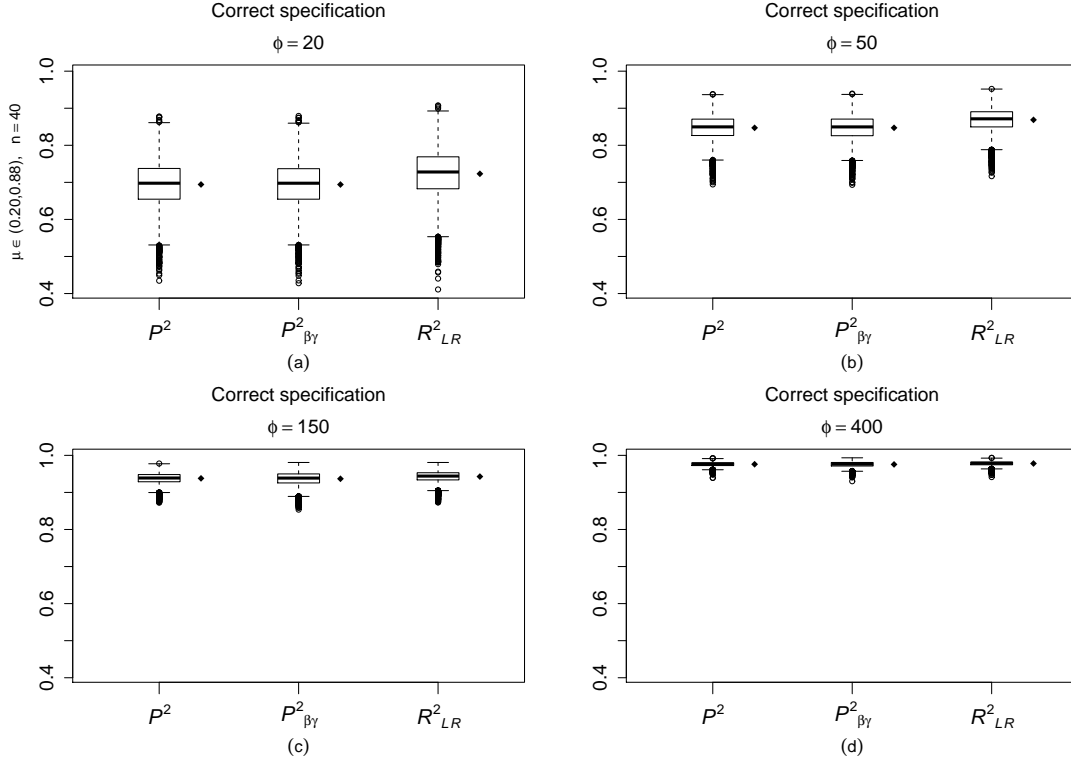 Correct specification
ϕ = 20
μ ∈ (0.20,0.88), n = 40
1.0
0.8
0.6
0.4
P²
P²βγ
R²LR
(a)
Correct specification
ϕ = 50
1.0
0.8
0.6
0.4
P²
P²βγ
R²LR
(b)
Correct specification
ϕ = 150
1.0
0.8
0.6
0.4
P²
P²βγ
R²LR
(c)
Correct specification
ϕ = 400
1.0
0.8
0.6
0.4
P²
P²βγ
R²LR
(d)